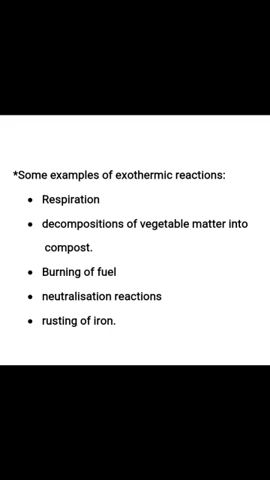 *Some examples of exothermic reactions:
• Respiration
• decompositions of vegetable matter into
compost.
• Burning of fuel
• neutralisation reactions
• rusting of iron.